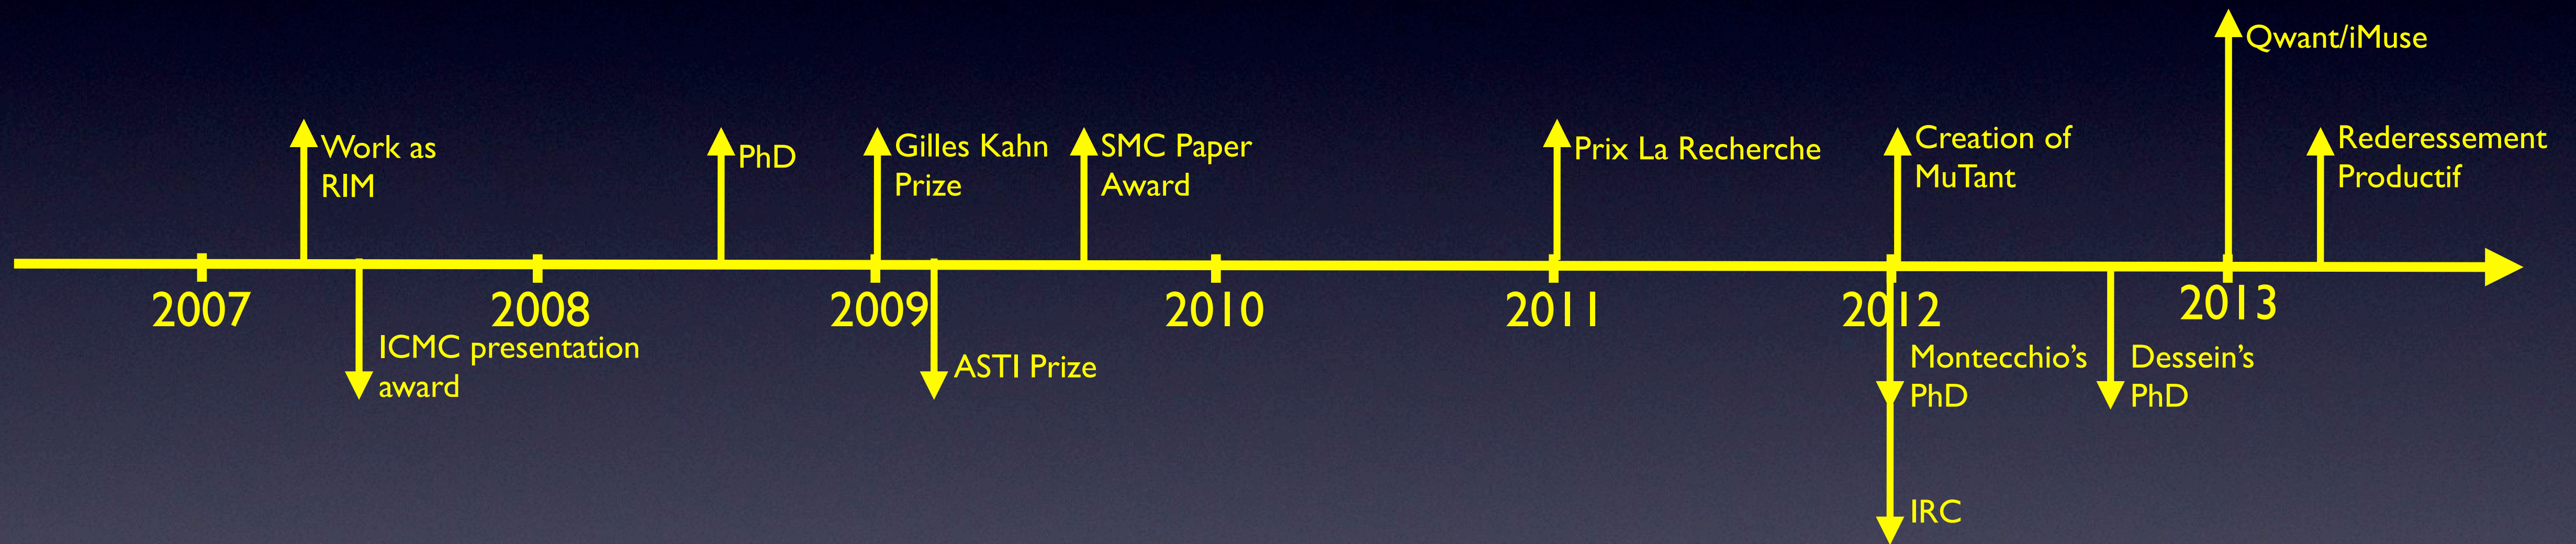 Qwant/iMuse
Work as
RIM
PhD
Gilles Kahn
Prize
SMC Paper
Award
Prix La Recherche
Creation of
MuTant
Rederessement
Productif
2007
2008
2009
2010
2011
2012
2013
ICMC presentation
award
ASTI Prize
Montecchio’s
PhD
Dessein’s
PhD
IRC